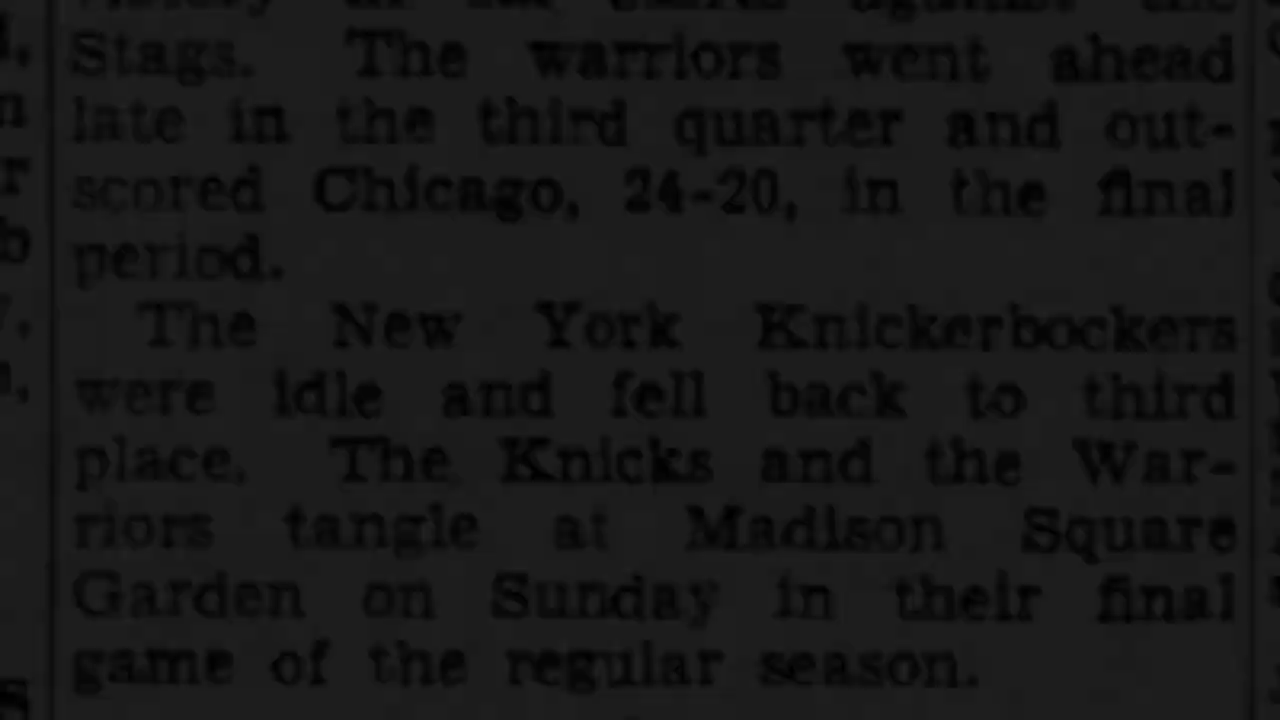 Stags. The warriors went ahead
late in the third quarter and out-
scored Chicago, 24-20, in the final
period.
The New York Knickerbockers
were idle and fell back to third
place. The Knicks and the War-
riors tangle at Madison Square
Garden on Sunday in their final
game of the regular season.